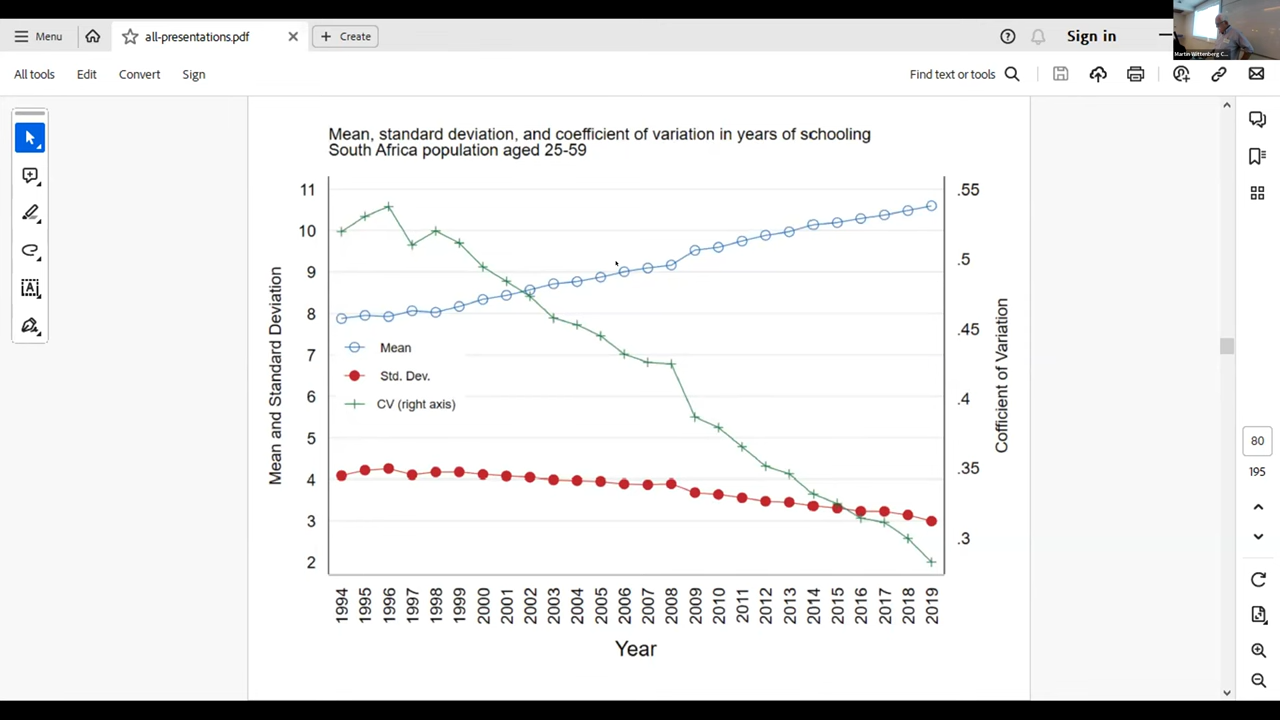 Menu
all-presentations.pdf
Create
Sign in
Martin Wittenberg C...
All tools
Edit
Convert
Sign
Find text or tools
Mean, standard deviation, and coefficient of variation in years of schooling
South Africa population aged 25-59
11
10
9
8
7
6
5
4
3
2
Mean and Standard Deviation
Mean
Std. Dev.
CV (right axis)
.55
.5
.45
.4
.35
.3
Cofficient of Variation
1994 1995 1996 1997 1998 1999 2000 2001 2002 2003 2004 2005 2006 2007 2008 2009 2010 2011 2012 2013 2014 2015 2016 2017 2018 2019
Year
80
195